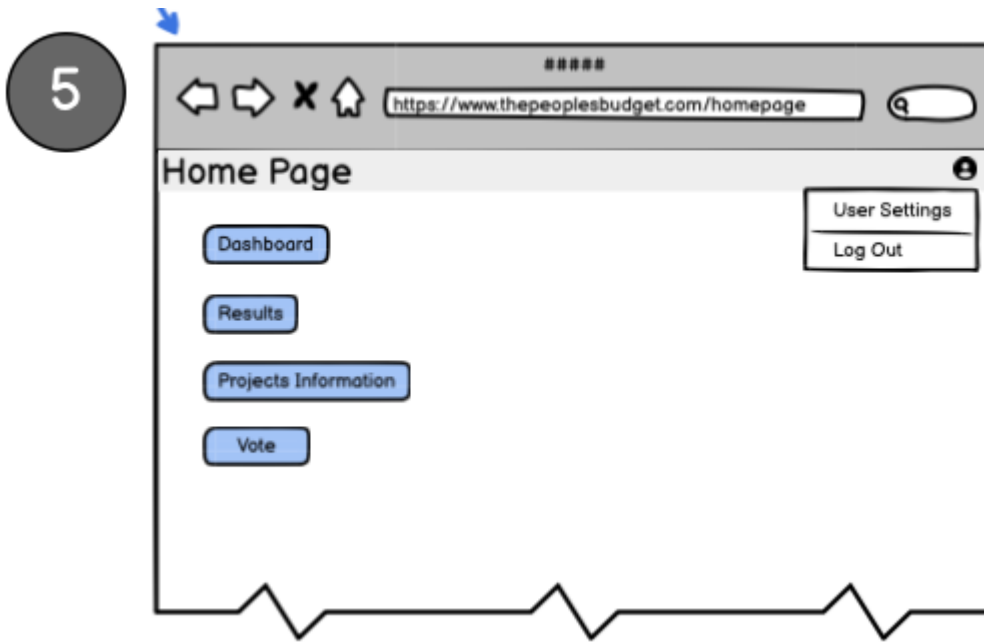 5
#####
https://www.thepeoplesbudget.com/homepage
Home Page
User Settings
Log Out
Dashboard
Results
Projects Information
Vote